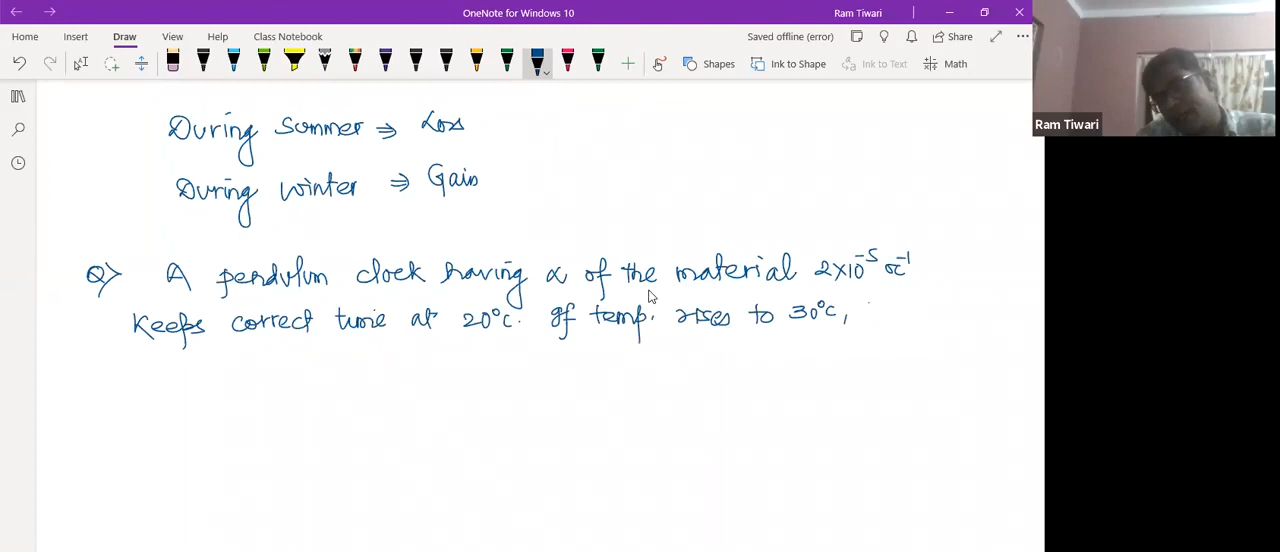 OneNote for Windows 10
Ram Tiwari
Home Insert Draw View Help Class Notebook
Saved offline (error)
Share
Shapes
Ink to Shape
Ink to Text
Math
Ram Tiwari
During Summer ⇒ Loss
During winter ⇒ Gain
Q> A pendulum clock having α of the material 2×10⁻⁵ °C⁻¹
Keeps correct time at 20°C. If temp. rises to 30°C,